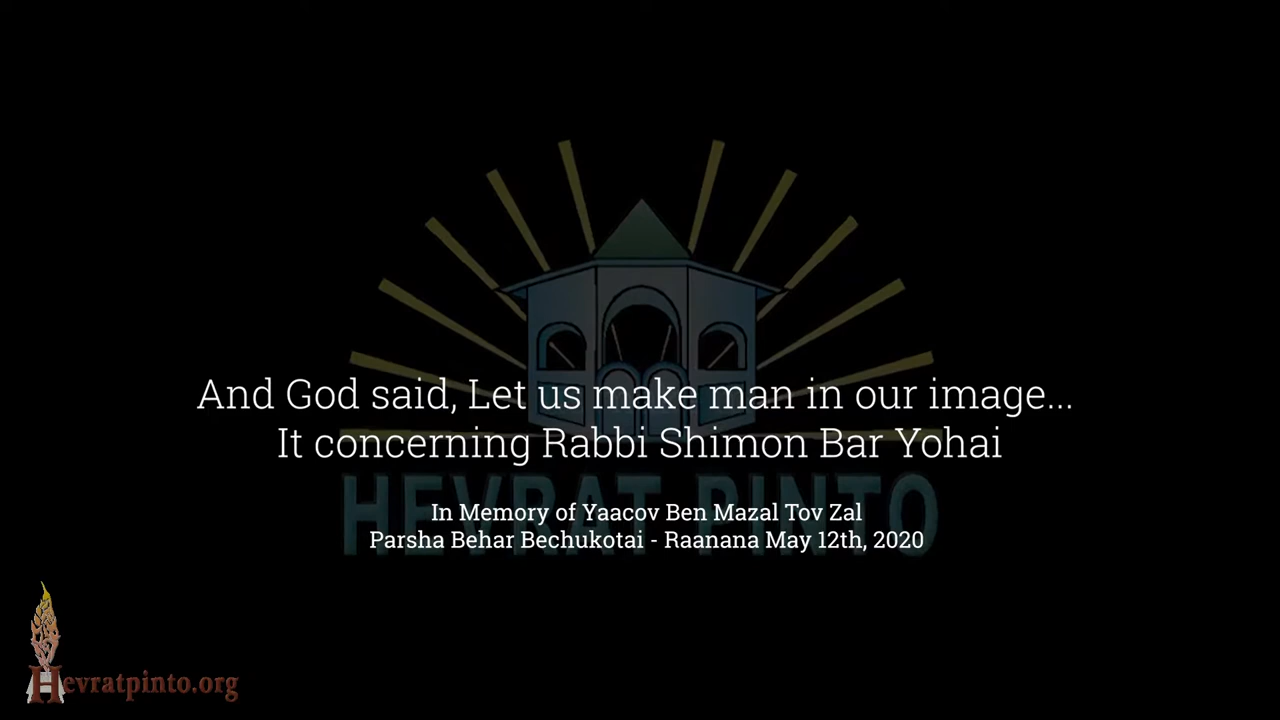 And God said, Let us make man in our image...
It concerning Rabbi Shimon Bar Yohai
HEVRAT PINTO
In Memory of Yaacov Ben Mazal Tov Zal
Parsha Behar Bechukotai - Raanana May 12th, 2020
Hevratpinto.org